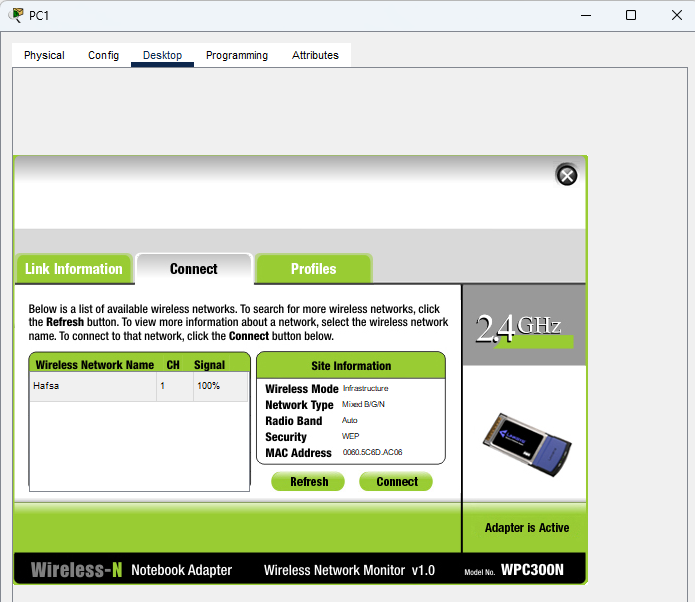 PC1
Physical Config Desktop Programming Attributes
Link Information Connect Profiles
Below is a list of available wireless networks. To search for more wireless networks, click
the Refresh button. To view more information about a network, select the wireless network
name. To connect to that network, click the Connect button below.
2.4GHz
Wireless Network Name CH Signal
Hafsa 1 100%
Site Information
Wireless Mode Infrastructure
Network Type Mixed B/G/N
Radio Band Auto
Security WEP
MAC Address 0060.5C6D.AC06
Refresh Connect
Adapter is Active
Wireless-N Notebook Adapter Wireless Network Monitor v1.0 Model No. WPC300N